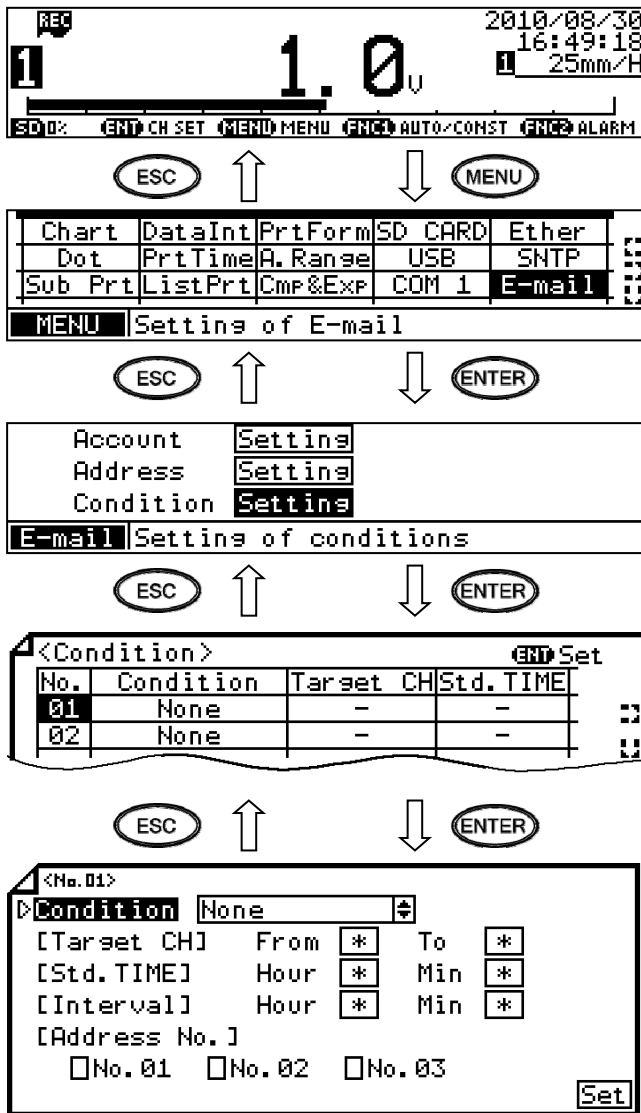 REC 2010/08/30
16:49:18
1 1.0V 1 25mm/H
SD 0% ENT CH SET MENU MENU FNC1 AUTO/CONST FNC2 ALARM
ESC MENU
Chart DataInt PrtForm SD CARD Ether
Dot PrtTime A.Range USB SNTP
Sub Prt ListPrt Cmp&Exp COM 1 E-mail
MENU Setting of E-mail
ESC ENTER
Account Setting
Address Setting
Condition Setting
E-mail Setting of conditions
ESC ENTER
<Condition> ENT Set
No. Condition Target CH Std.TIME
01 None - -
02 None - -
ESC ENTER
<No.01>
Condition None
[Target CH] From * To *
[Std.TIME] Hour * Min *
[Interval] Hour * Min *
[Address No.]
No.01 No.02 No.03
Set